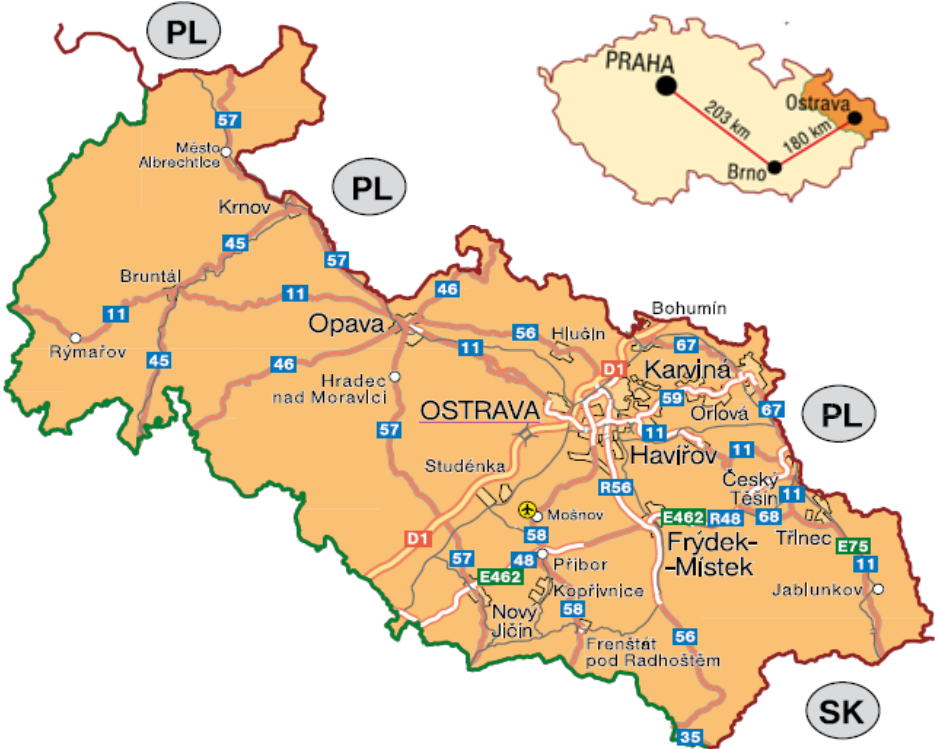 PL
PRAHA
203 km
Ostrava
180 km
Brno
57
Město
Albrechtice
PL
Krnov
45
57
Bruntál
11
46
11
Opava
56
Hlučín
Bohumín
67
Rýmařov
45
46
11
D1
Karviná
Hradec
nad Moravicí
59
OSTRAVA
Orlová
67
PL
57
11
Havířov
11
Studénka
Český
Těšín
11
R56
Mošnov
E462
R48
68
58
Třinec
D1
Frýdek-
-Místek
E75
57
48
Příbor
11
E462
Kopřivnice
Jablunkov
Nový
Jičín
58
56
Frenštát
pod Radhoštěm
SK
35